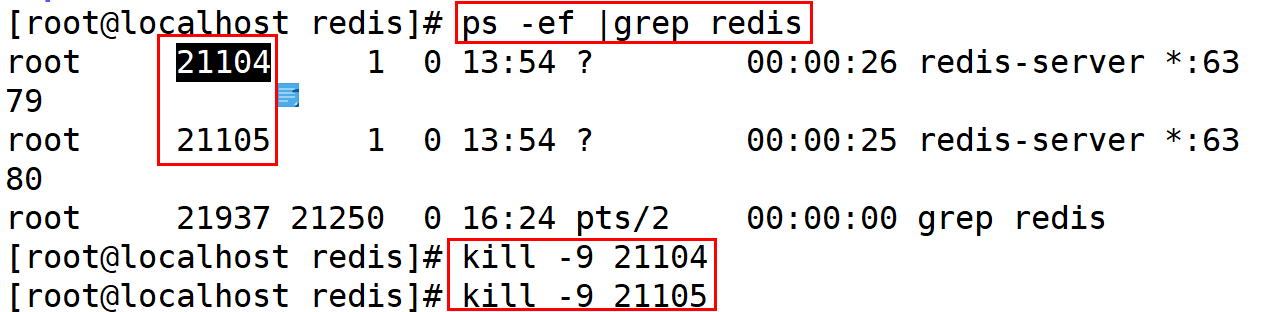 [root@localhost redis]# ps -ef |grep redis
root     21104     1  0 13:54 ?        00:00:26 redis-server *:63
79
root     21105     1  0 13:54 ?        00:00:25 redis-server *:63
80
root     21937 21250  0 16:24 pts/2    00:00:00 grep redis
[root@localhost redis]# kill -9 21104
[root@localhost redis]# kill -9 21105